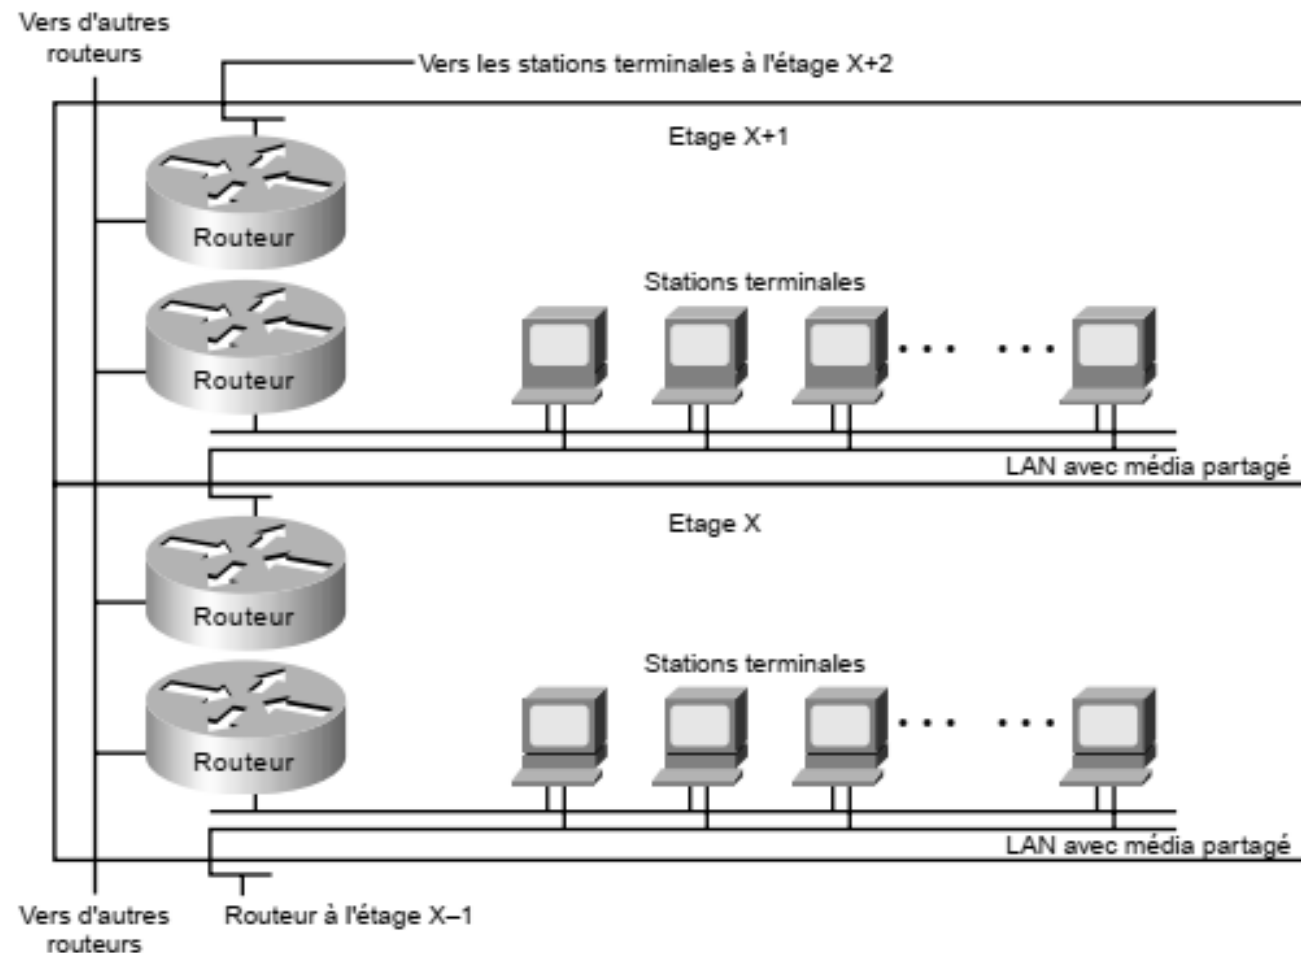 Vers d'autres
routeurs
Vers les stations terminales à l'étage X+2
Etage X+1
Routeur
Stations terminales
Routeur
LAN avec média partagé
Etage X
Routeur
Stations terminales
Routeur
LAN avec média partagé
Vers d'autres
routeurs
Routeur à l'étage X–1